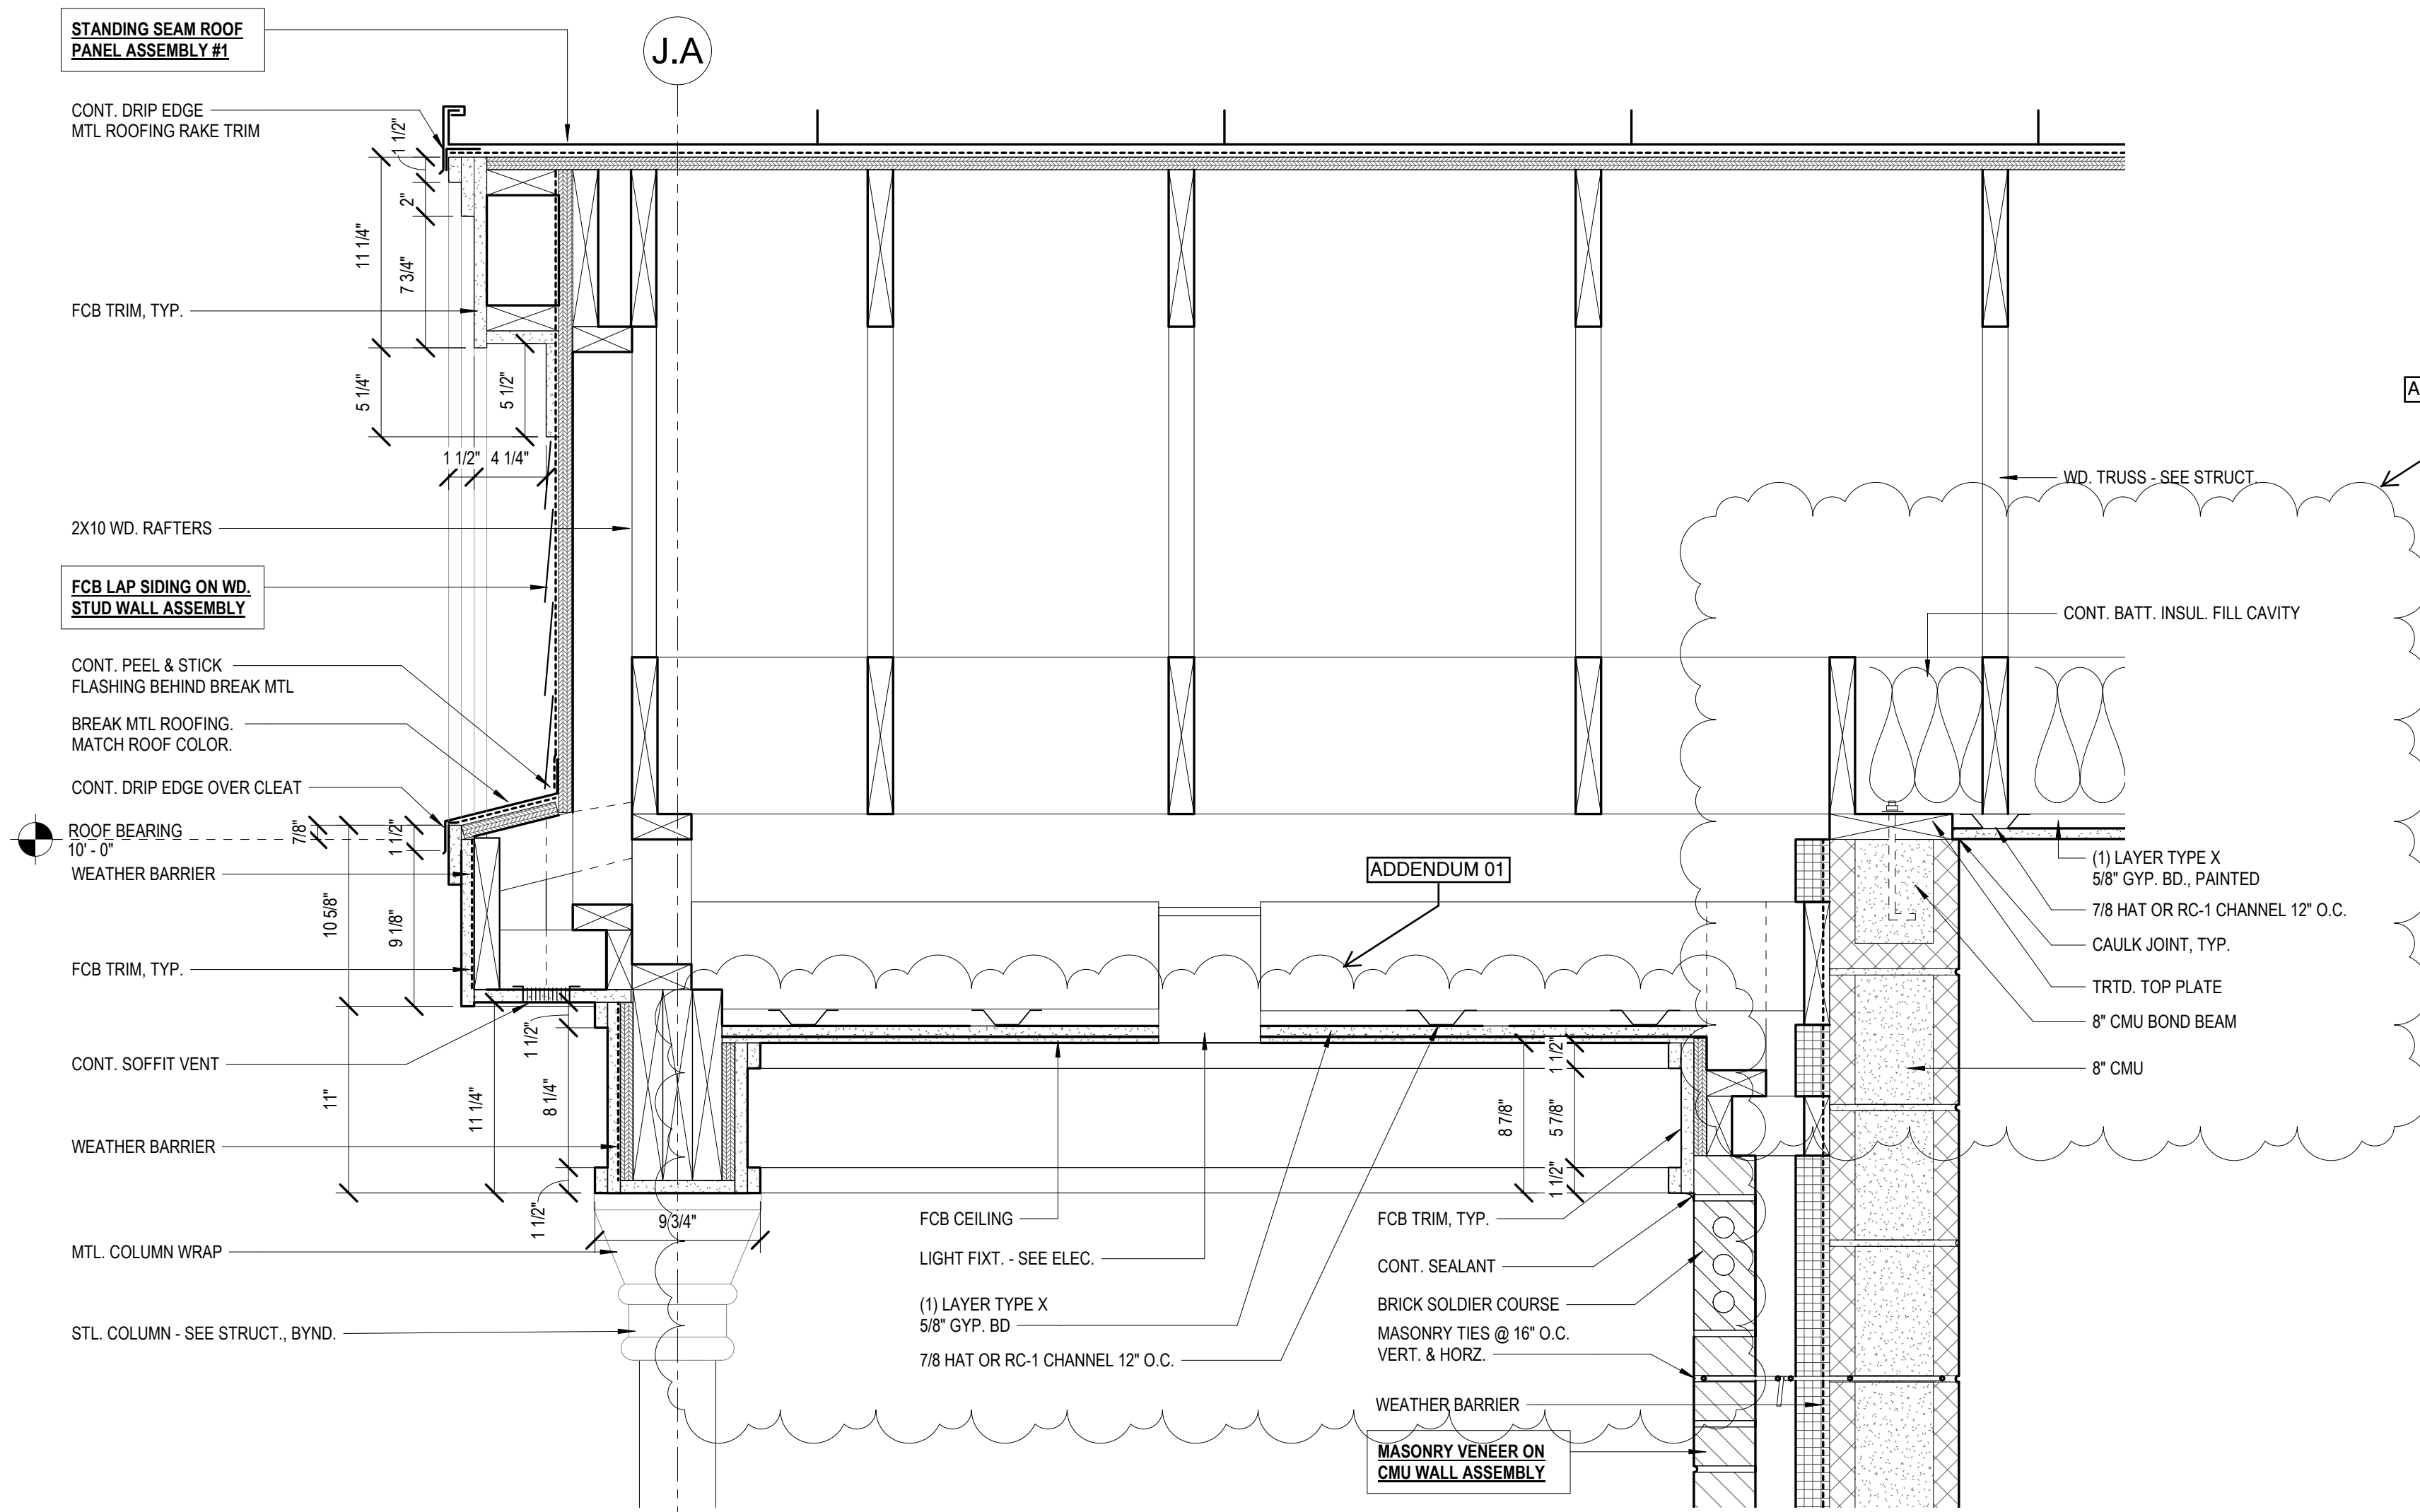 STANDING SEAM ROOF
PANEL ASSEMBLY #1
J.A
CONT. DRIP EDGE
MTL ROOFING RAKE TRIM
1 1/2"
2"
11 1/4"
7 3/4"
FCB TRIM, TYP.
5 1/4"
5 1/2"
1 1/2"
4 1/4"
2X10 WD. RAFTERS
FCB LAP SIDING ON WD.
STUD WALL ASSEMBLY
CONT. PEEL & STICK
FLASHING BEHIND BREAK MTL
BREAK MTL ROOFING.
MATCH ROOF COLOR.
CONT. DRIP EDGE OVER CLEAT
ROOF BEARING
10' - 0"
7/8"
1 1/2"
WEATHER BARRIER
10 5/8"
9 1/8"
FCB TRIM, TYP.
CONT. SOFFIT VENT
1 1/2"
11"
11 1/4"
8 1/4"
WEATHER BARRIER
1 1/2"
9 3/4"
MTL. COLUMN WRAP
STL. COLUMN - SEE STRUCT., BYND.
ADDENDUM 01
FCB CEILING
LIGHT FIXT. - SEE ELEC.
(1) LAYER TYPE X
5/8" GYP. BD
7/8 HAT OR RC-1 CHANNEL 12" O.C.
8 7/8"
1 1/2"
5 7/8"
1 1/2"
FCB TRIM, TYP.
CONT. SEALANT
BRICK SOLDIER COURSE
MASONRY TIES @ 16" O.C.
VERT. & HORZ.
WEATHER BARRIER
MASONRY VENEER ON
CMU WALL ASSEMBLY
A
WD. TRUSS - SEE STRUCT.
CONT. BATT. INSUL. FILL CAVITY
(1) LAYER TYPE X
5/8" GYP. BD., PAINTED
7/8 HAT OR RC-1 CHANNEL 12" O.C.
CAULK JOINT, TYP.
TRTD. TOP PLATE
8" CMU BOND BEAM
8" CMU